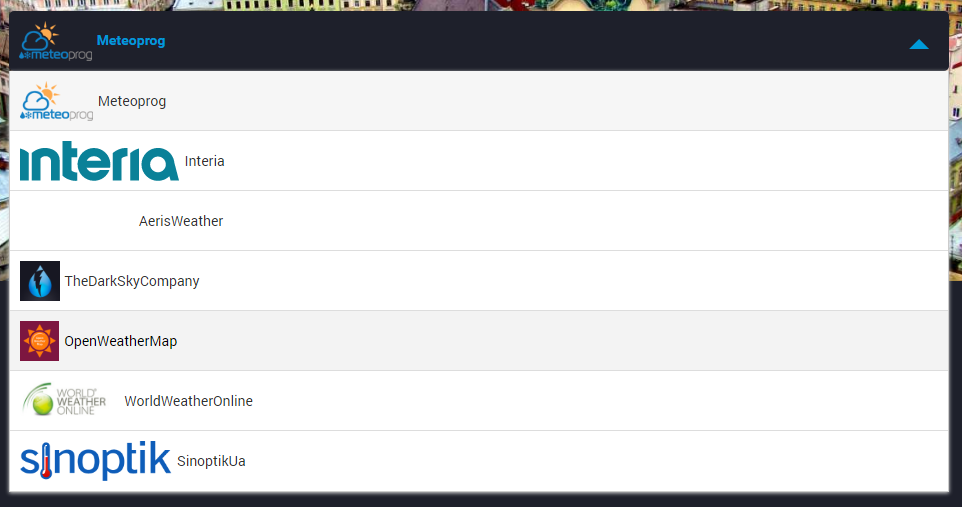 meteoprog Meteoprog
meteoprog Meteoprog
interia Interia
AerisWeather
TheDarkSkyCompany
OpenWeatherMap
WORLD
WEATHER
ONLINE
WorldWeatherOnline
sinoptik SinoptikUa